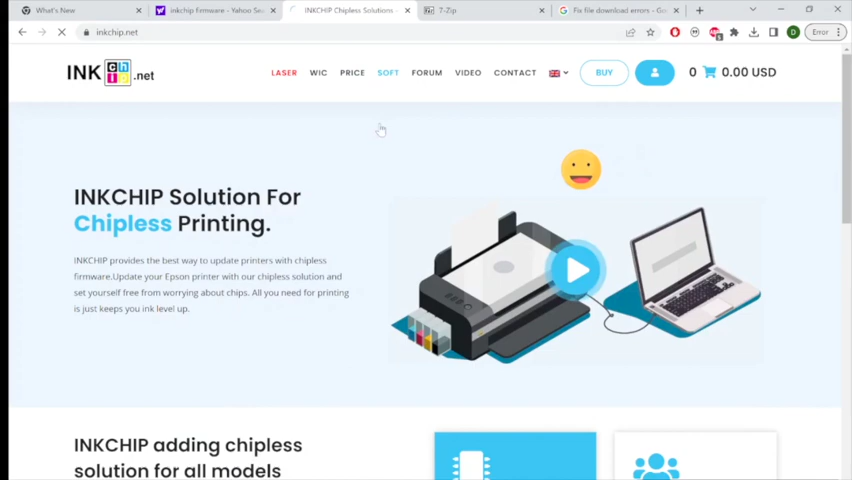 What's New
inkchip Firmware - Yahoo Sea
INKCHIP Chipless Solutions -
7-Zip
Fix file download errors - Go
inkchip.net
Error
INK chip .net
LASER
WIC
PRICE
SOFT
FORUM
VIDEO
CONTACT
BUY
0
0.00 USD
INKCHIP Solution For
Chipless Printing.
INKCHIP provides the best way to update printers with chipless
firmware.Update your Epson printer with our chipless solution and
set yourself free from worrying about chips. All you need for printing
is just keeps you ink level up.
INKCHIP adding chipless
solution for all models